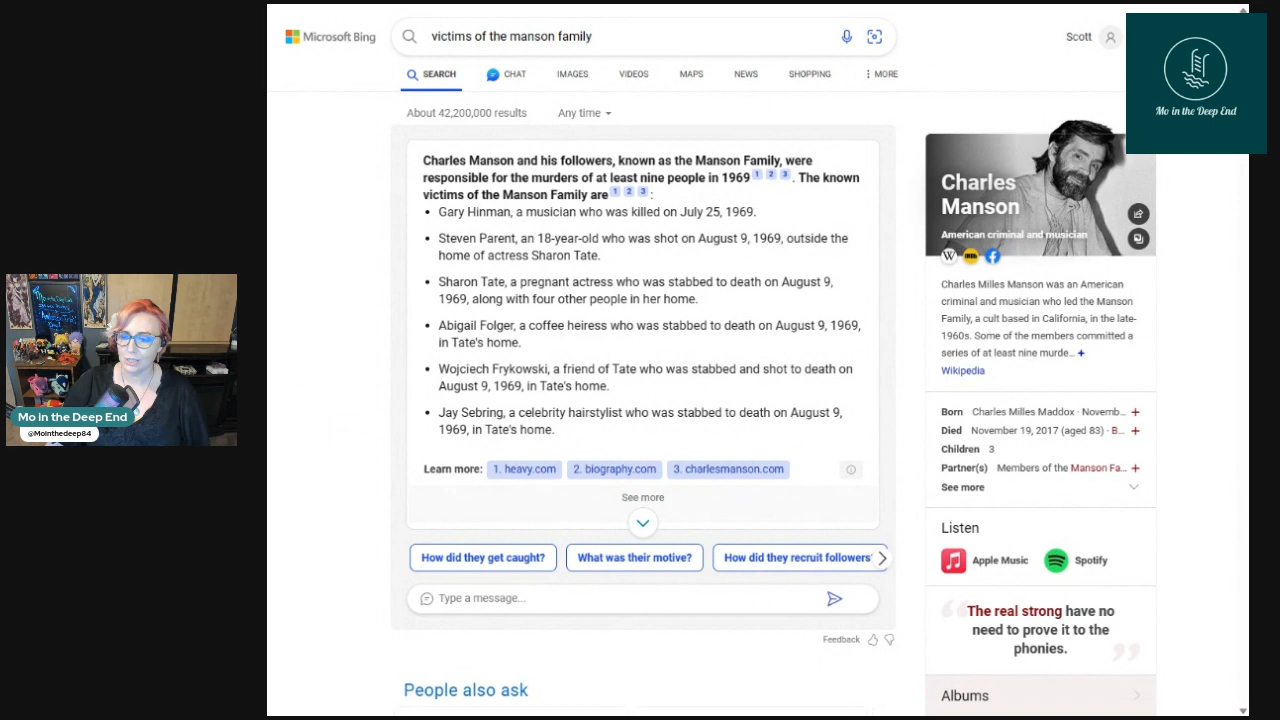 Microsoft Bing
victims of the manson family
Scott
SEARCH
CHAT
IMAGES
VIDEOS
MAPS
NEWS
SHOPPING
MORE
Mo in the Deep End
About 42,200,000 results
Any time
Charles Manson and his followers, known as the Manson Family, were
responsible for the murders of at least nine people in 1969 1 2 3 . The known
victims of the Manson Family are 1 2 3 :
• Gary Hinman, a musician who was killed on July 25, 1969.
• Steven Parent, an 18-year-old who was shot on August 9, 1969, outside the
home of actress Sharon Tate.
• Sharon Tate, a pregnant actress who was stabbed to death on August 9,
1969, along with four other people in her home.
• Abigail Folger, a coffee heiress who was stabbed to death on August 9, 1969,
in Tate's home.
• Wojciech Frykowski, a friend of Tate who was stabbed and shot to death on
August 9, 1969, in Tate's home.
• Jay Sebring, a celebrity hairstylist who was stabbed to death on August 9,
1969, in Tate's home.
Learn more: 1. heavy.com 2. biography.com 3. charlesmanson.com
See more
How did they get caught?
What was their motive?
How did they recruit followers
Type a message...
Feedback
People also ask
Charles
Manson
American criminal and musician
W
IMDb
Charles Milles Manson was an American
criminal and musician who led the Manson
Family, a cult based in California, in the late-
1960s. Some of the members committed a
series of at least nine murde... +
Wikipedia
Born Charles Milles Maddox · Novemb... +
Died November 19, 2017 (aged 83) · B... +
Children 3
Partner(s) Members of the Manson Fa... +
See more
Listen
Apple Music
Spotify
The real strong have no
need to prove it to the
phonies.
Albums
Mo in the Deep End
@MoInthedeep84